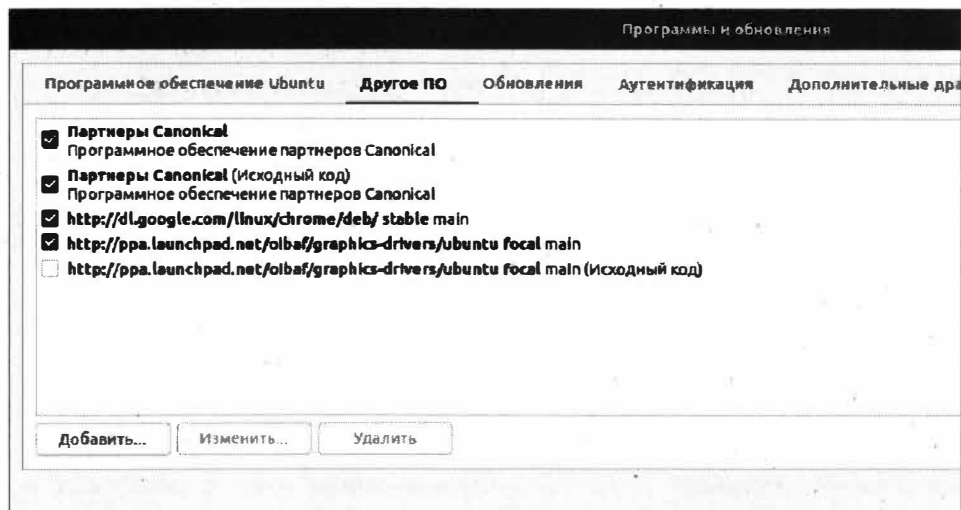 Программы и обновления
Программное обеспечение Ubuntu Другое ПО Обновления Аутентификация Дополнительные дра
Партнеры Canonical
Программное обеспечение партнеров Canonical
Партнеры Canonical (Исходный код)
Программное обеспечение партнеров Canonical
http://dl.google.com/linux/chrome/deb/ stable main
http://ppa.launchpad.net/oibaf/graphics-drivers/ubuntu focal main
http://ppa.launchpad.net/oibaf/graphics-drivers/ubuntu focal main (Исходный код)
Добавить... Изменить... Удалить